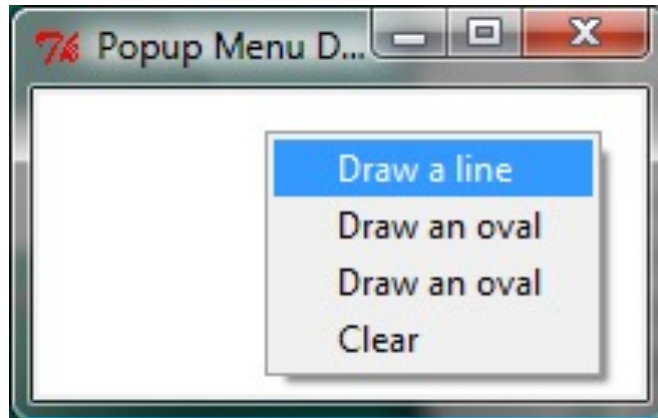 Popup Menu D...
Draw a line
Draw an oval
Draw an oval
Clear